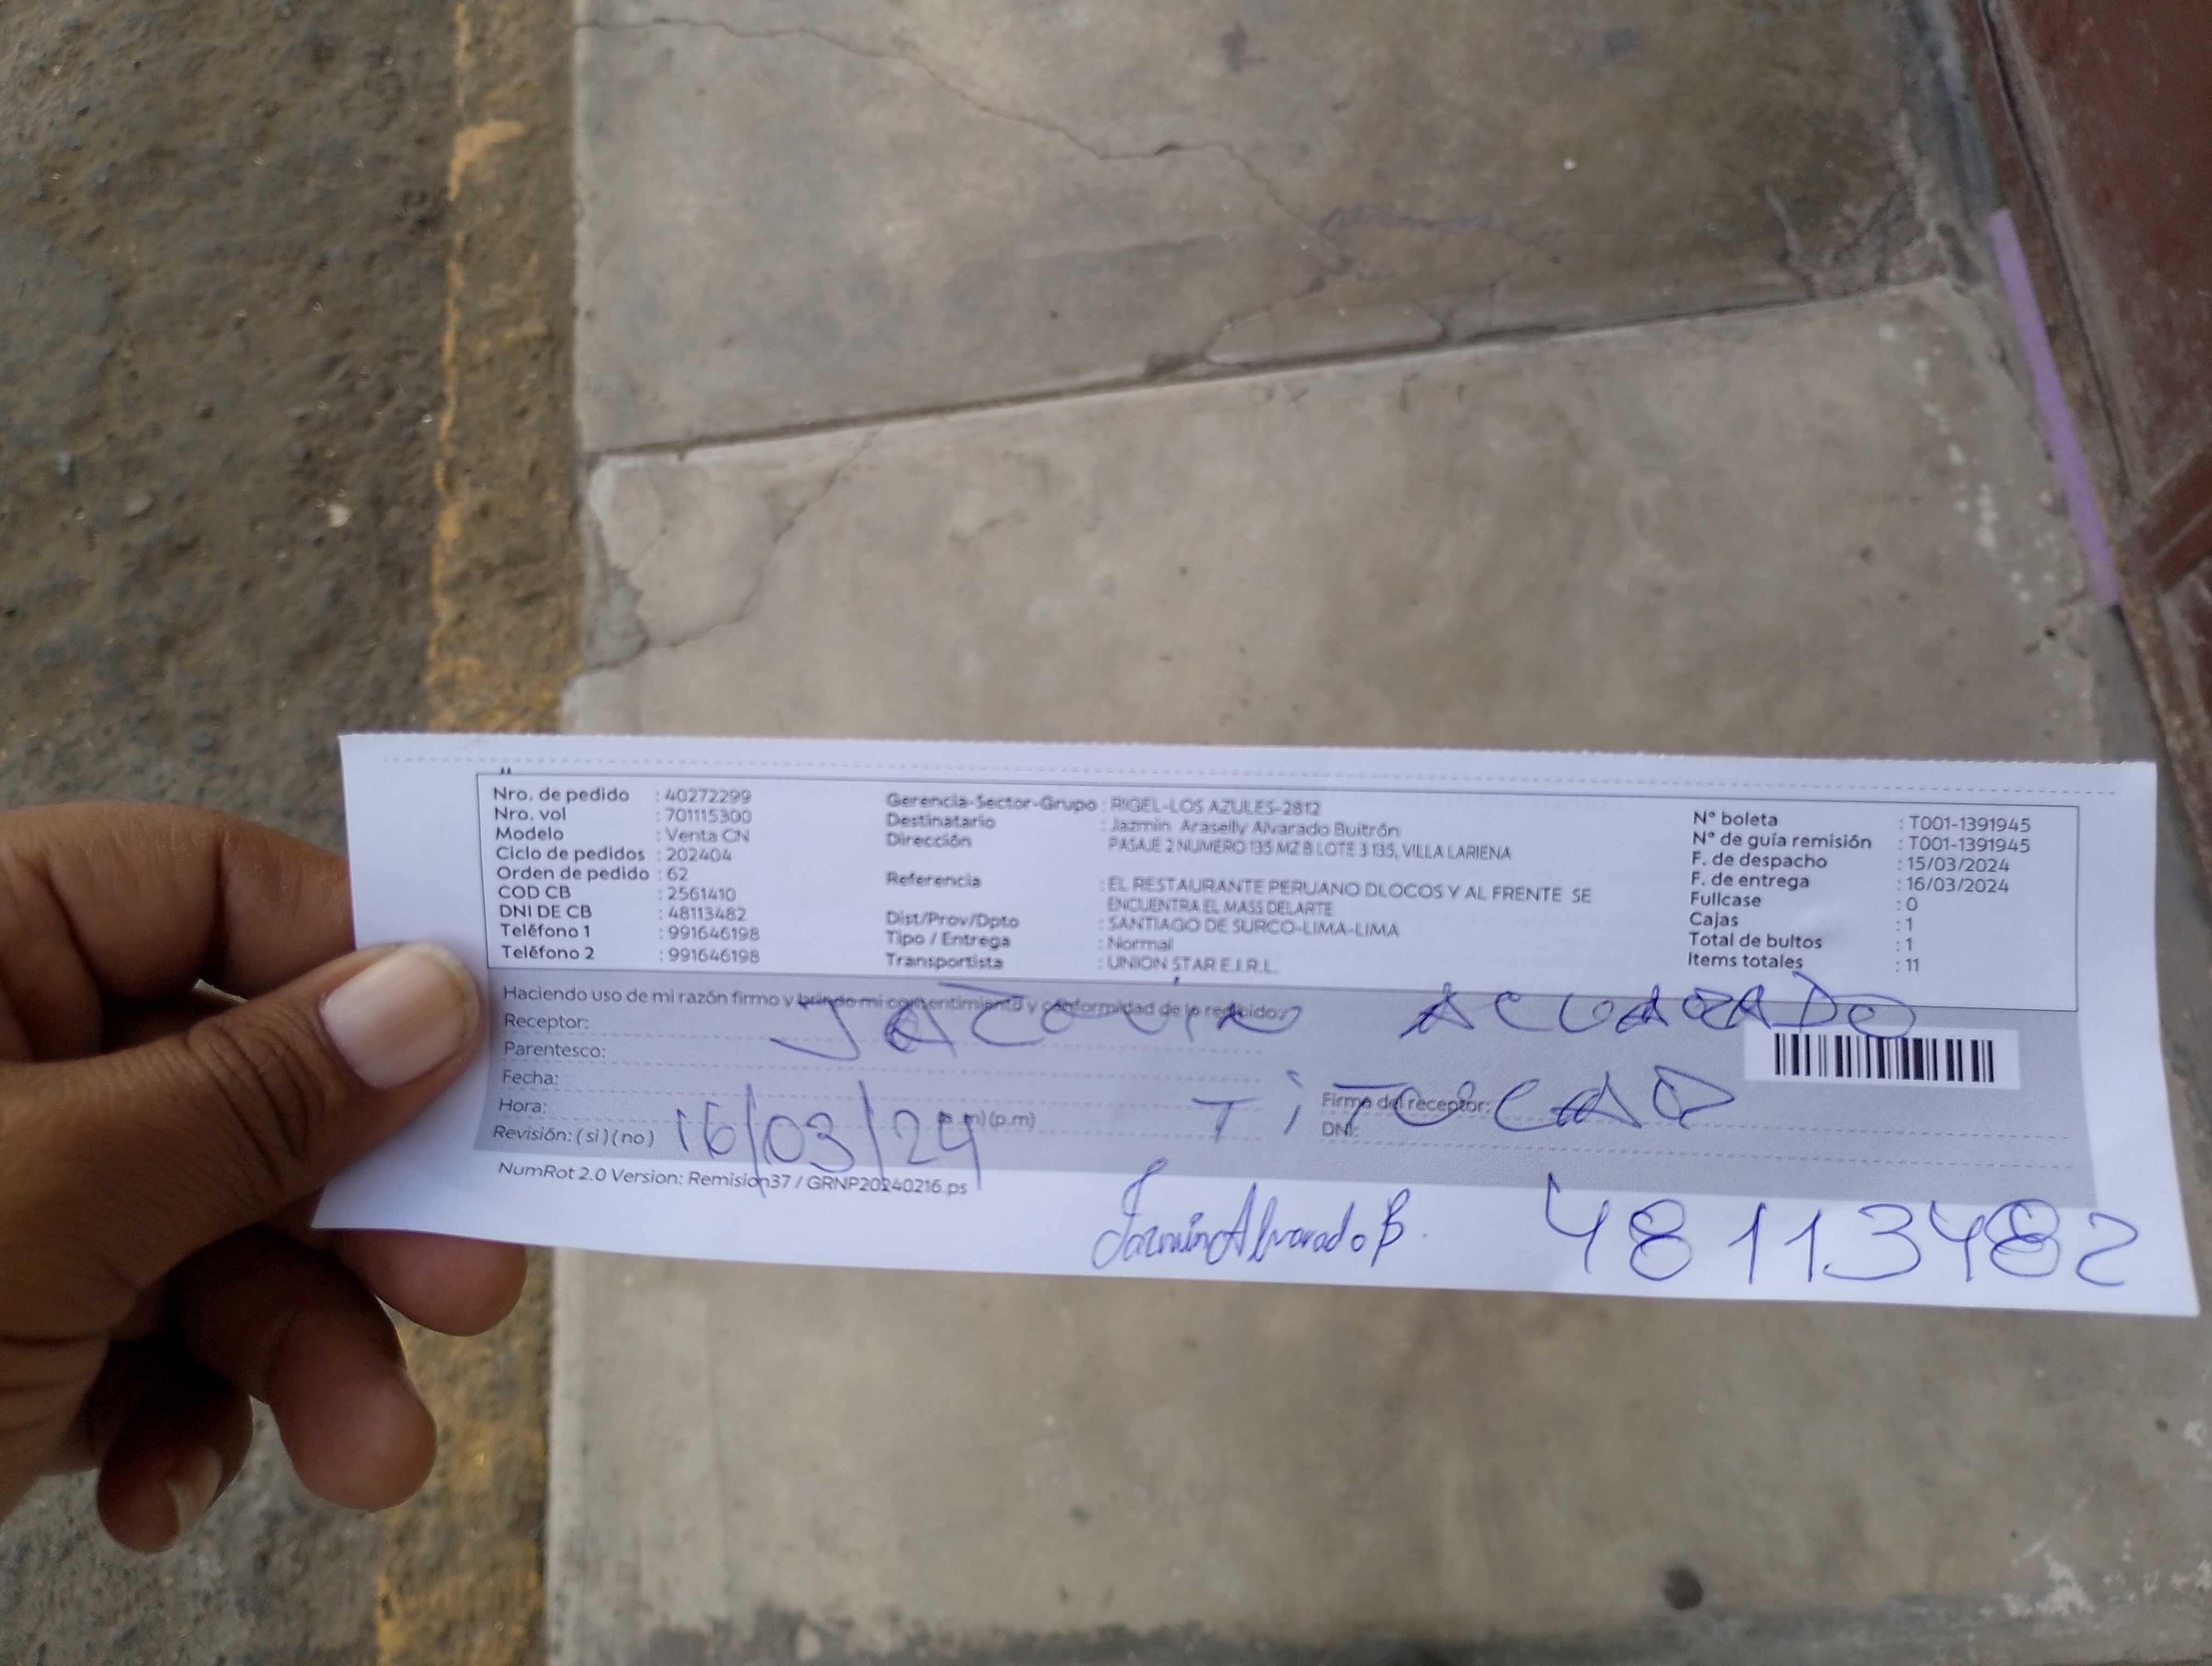 Nro. de pedido : 40272299
Nro. vol : 701115300
Modelo : Venta CN
Ciclo de pedidos : 202404
Orden de pedido : 62
COD CB : 2561410
DNI DE CB : 48113482
Teléfono 1 : 991646198
Teléfono 2 : 991646198
Gerencia-Sector-Grupo : RIGEL-LOS AZULES-2812
Destinatario : Jazmin Araselly Alvarado Buitrón
Dirección : PASAJE 2 NUMERO 135 MZ B LOTE 3 135, VILLA LARIENA
Referencia : EL RESTAURANTE PERUANO DLOCOS Y AL FRENTE SE
ENCUENTRA EL MASS DELARTE
Dist/Prov/Dpto : SANTIAGO DE SURCO-LIMA-LIMA
Tipo / Entrega : Normal
Transportista : UNION STAR E.I.R.L.
N° boleta : T001-1391945
N° de guía remisión : T001-1391945
F. de despacho : 15/03/2024
F. de entrega : 16/03/2024
Fullcase : 0
Cajas : 1
Total de bultos : 1
Items totales : 11
Haciendo uso de mi razón firmo y brindo mi consentimiento y conformidad de lo recibido:
Receptor: JAZMIN ALVARADO
Parentesco:
Fecha:
TiTULAR
Hora: (a.m)(p.m)
Firma del receptor:
Revisión: (si) (no) 16/03/24
DNI:
NumRot 2.0 Version: Remision37 / GRNP20240216.ps
Jazmín Alvarado B. 48113482